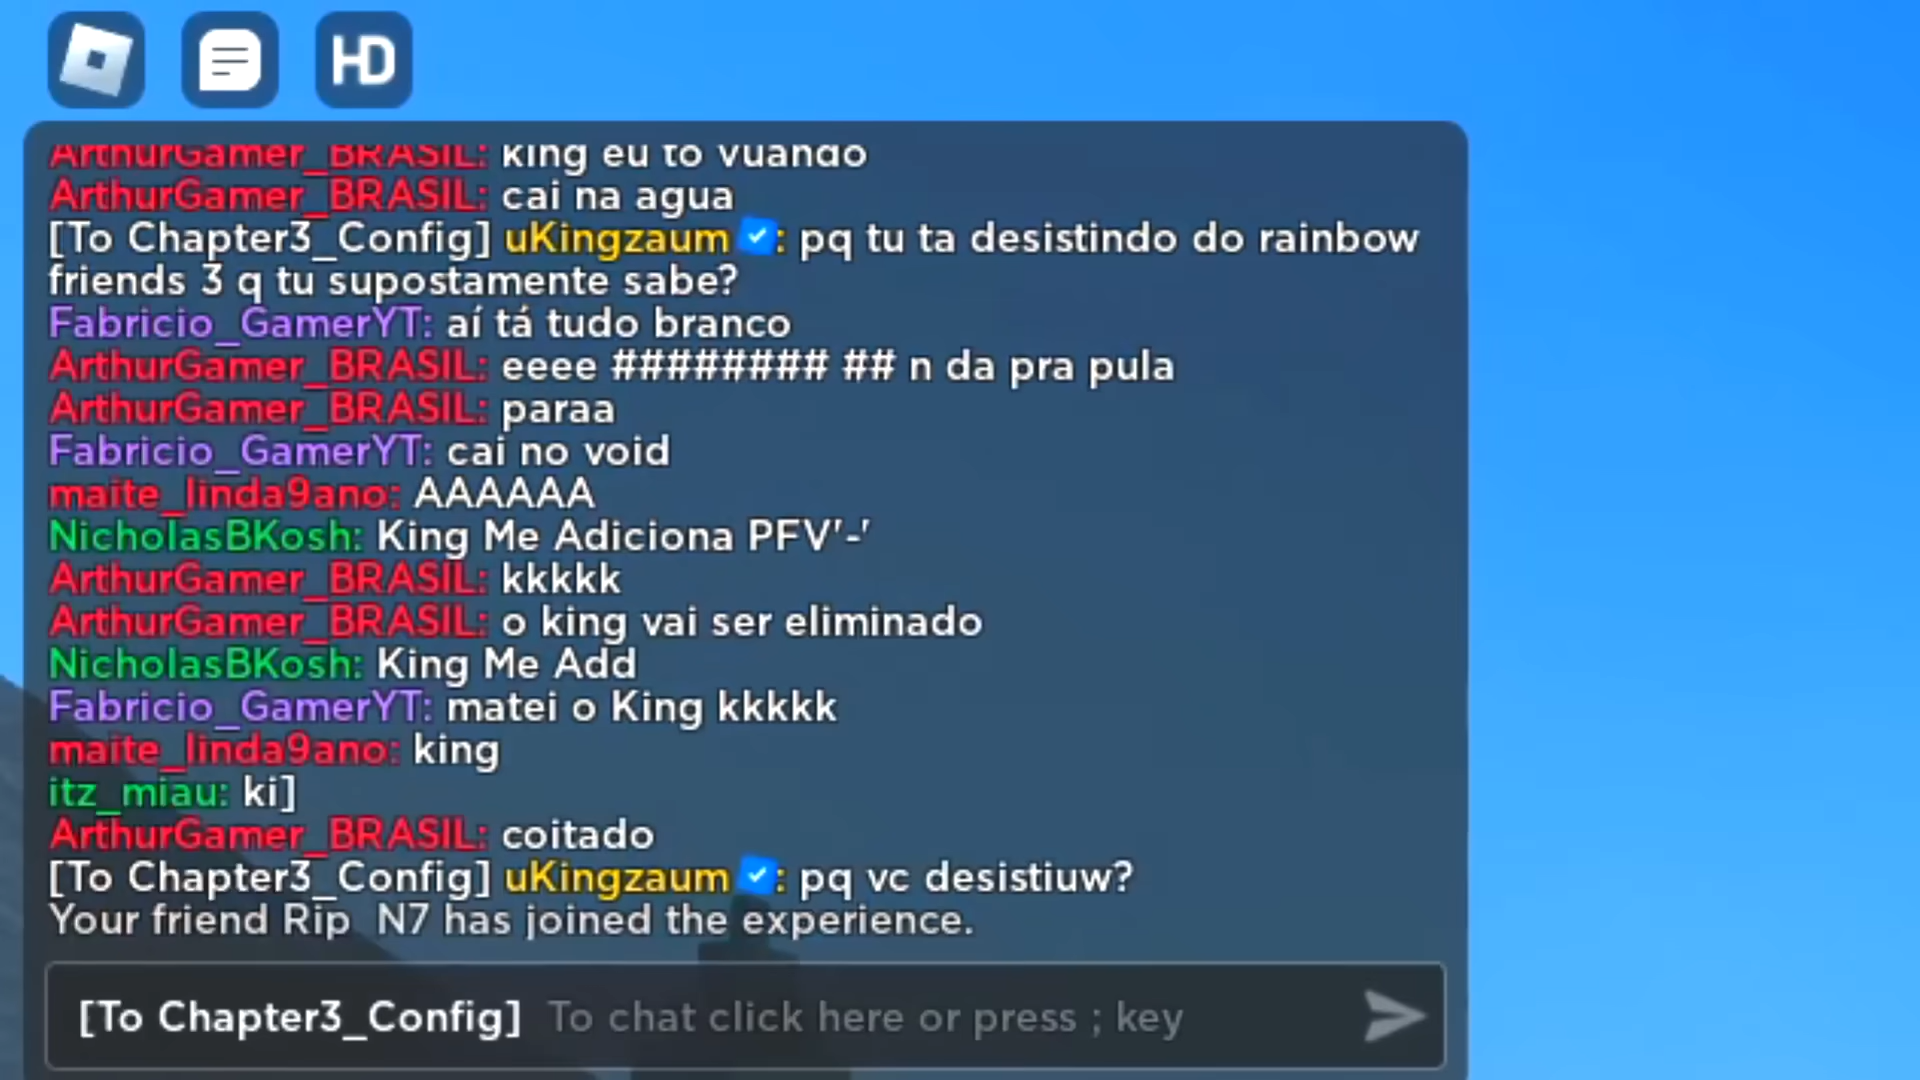 HD
ArthurGamer_BRASIL: king eu to vuando
ArthurGamer_BRASIL: cai na agua
[To Chapter3_Config] uKingzaum: pq tu ta desistindo do rainbow
friends 3 q tu supostamente sabe?
Fabricio_GamerYT: aí tá tudo branco
ArthurGamer_BRASIL: eeee ######## ## n da pra pula
ArthurGamer_BRASIL: paraa
Fabricio_GamerYT: cai no void
maite_linda9ano: AAAAAA
NicholasBKosh: King Me Adiciona PFV'-'
ArthurGamer_BRASIL: kkkkk
ArthurGamer_BRASIL: o king vai ser eliminado
NicholasBKosh: King Me Add
Fabricio_GamerYT: matei o King kkkkk
maite_linda9ano: king
itz_miau: ki]
ArthurGamer_BRASIL: coitado
[To Chapter3_Config] uKingzaum: pq vc desistiuw?
Your friend Rip  N7 has joined the experience.
[To Chapter3_Config] To chat click here or press ; key